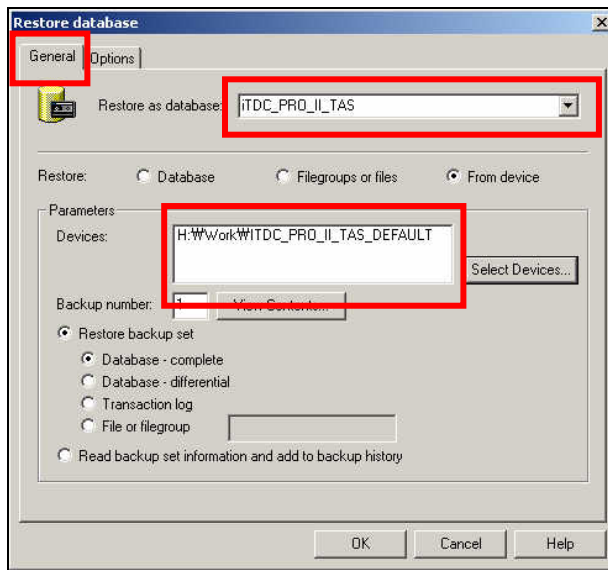 Restore database
General Options
Restore as database: iTDC_PRO_II_TAS
Restore: Database Filegroups or files From device
Parameters
Devices: H:₩Work₩ITDC_PRO_II_TAS_DEFAULT
Select Devices...
Backup number: 1 View Contents...
Restore backup set
Database - complete
Database - differential
Transaction log
File or filegroup
Read backup set information and add to backup history
OK Cancel Help